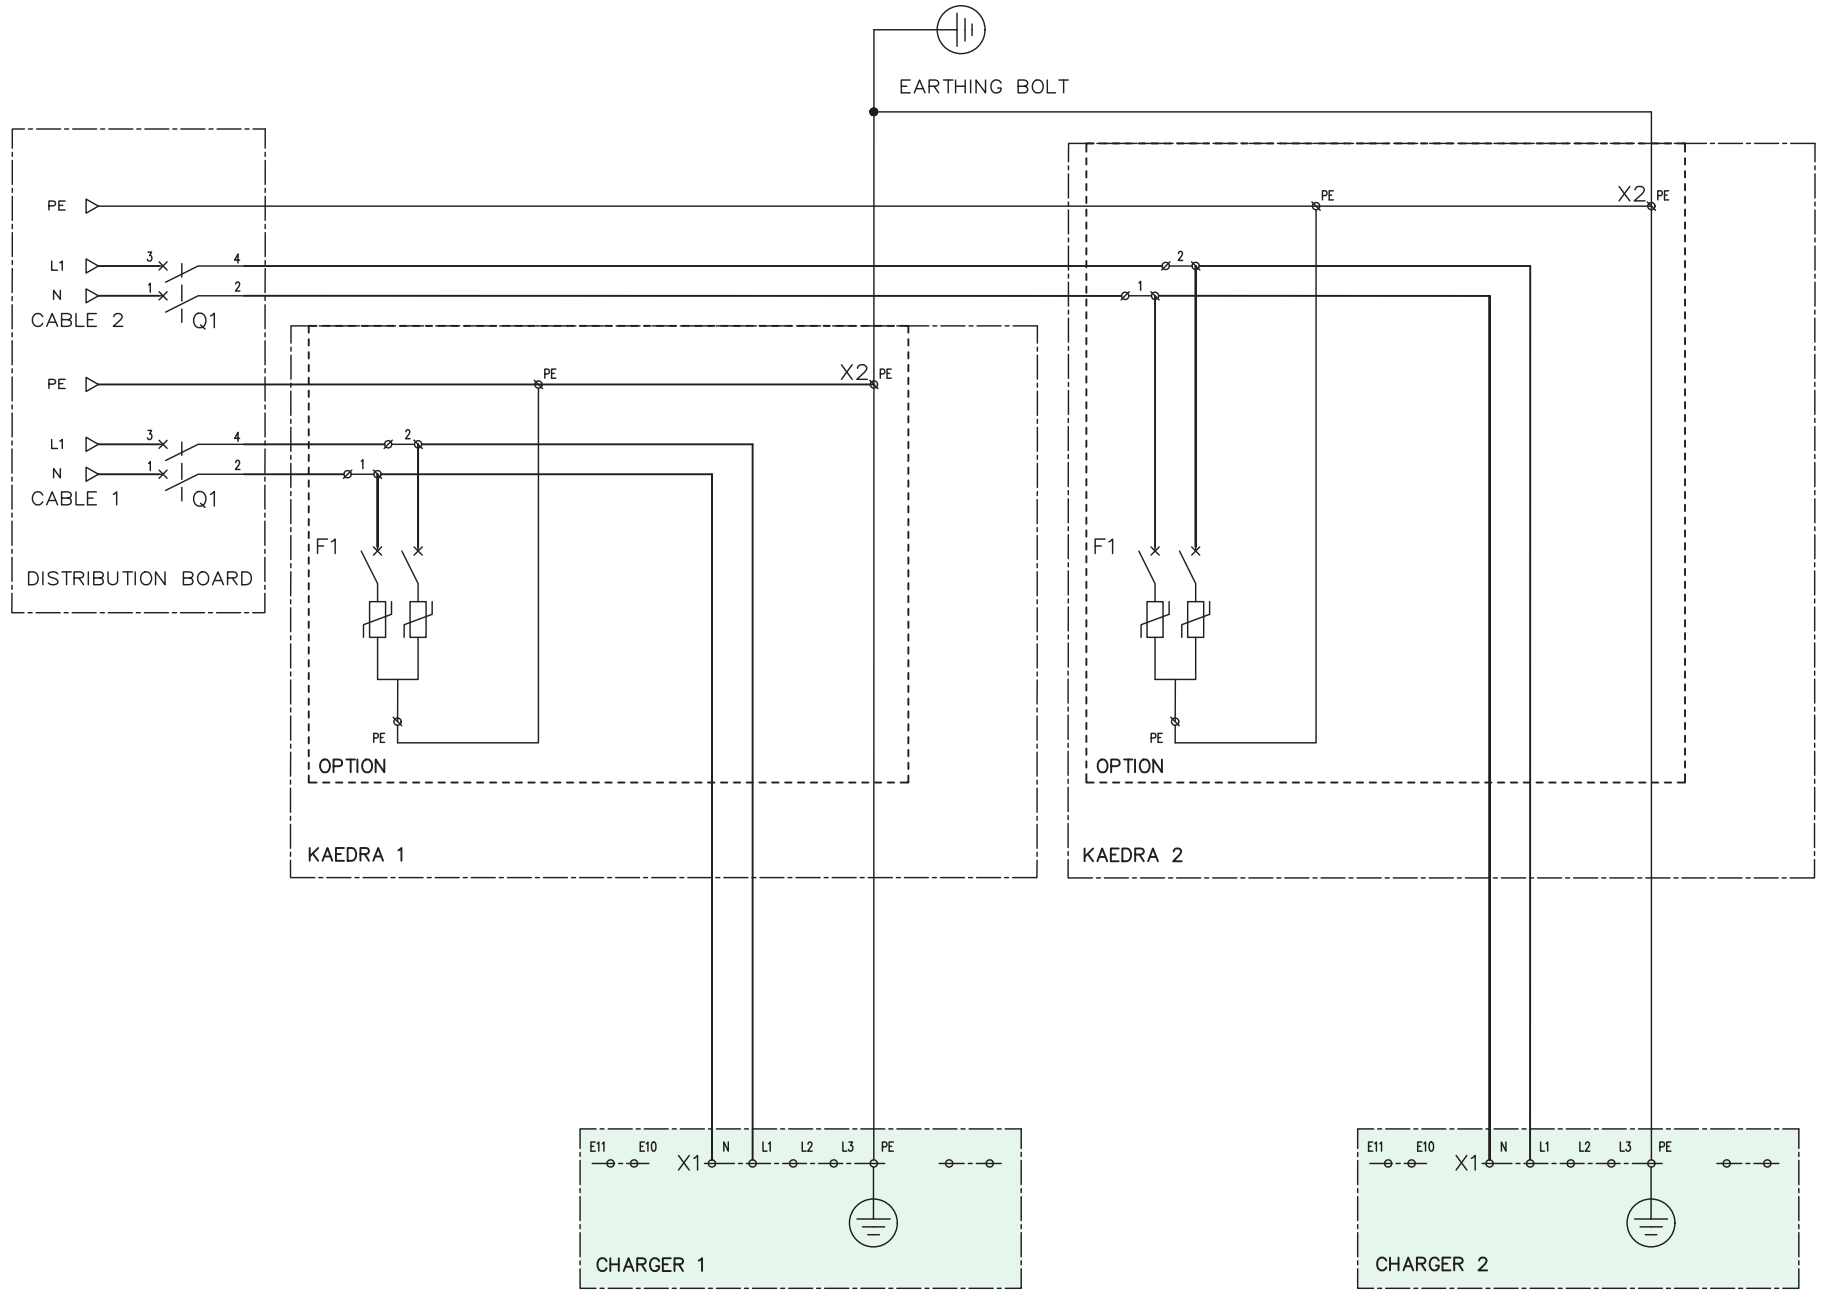 EARTHING BOLT
PE
L1 3 4
N 1 2
CABLE 2 Q1
PE
L1 3 4
N 1 2
CABLE 1 Q1
DISTRIBUTION BOARD
PE X2 PE
2
1
F1
PE
OPTION
KAEDRA 1
PE X2 PE
2
1
F1
PE
OPTION
KAEDRA 2
E11 E10 N L1 L2 L3 PE
X1
CHARGER 1
E11 E10 N L1 L2 L3 PE
X1
CHARGER 2